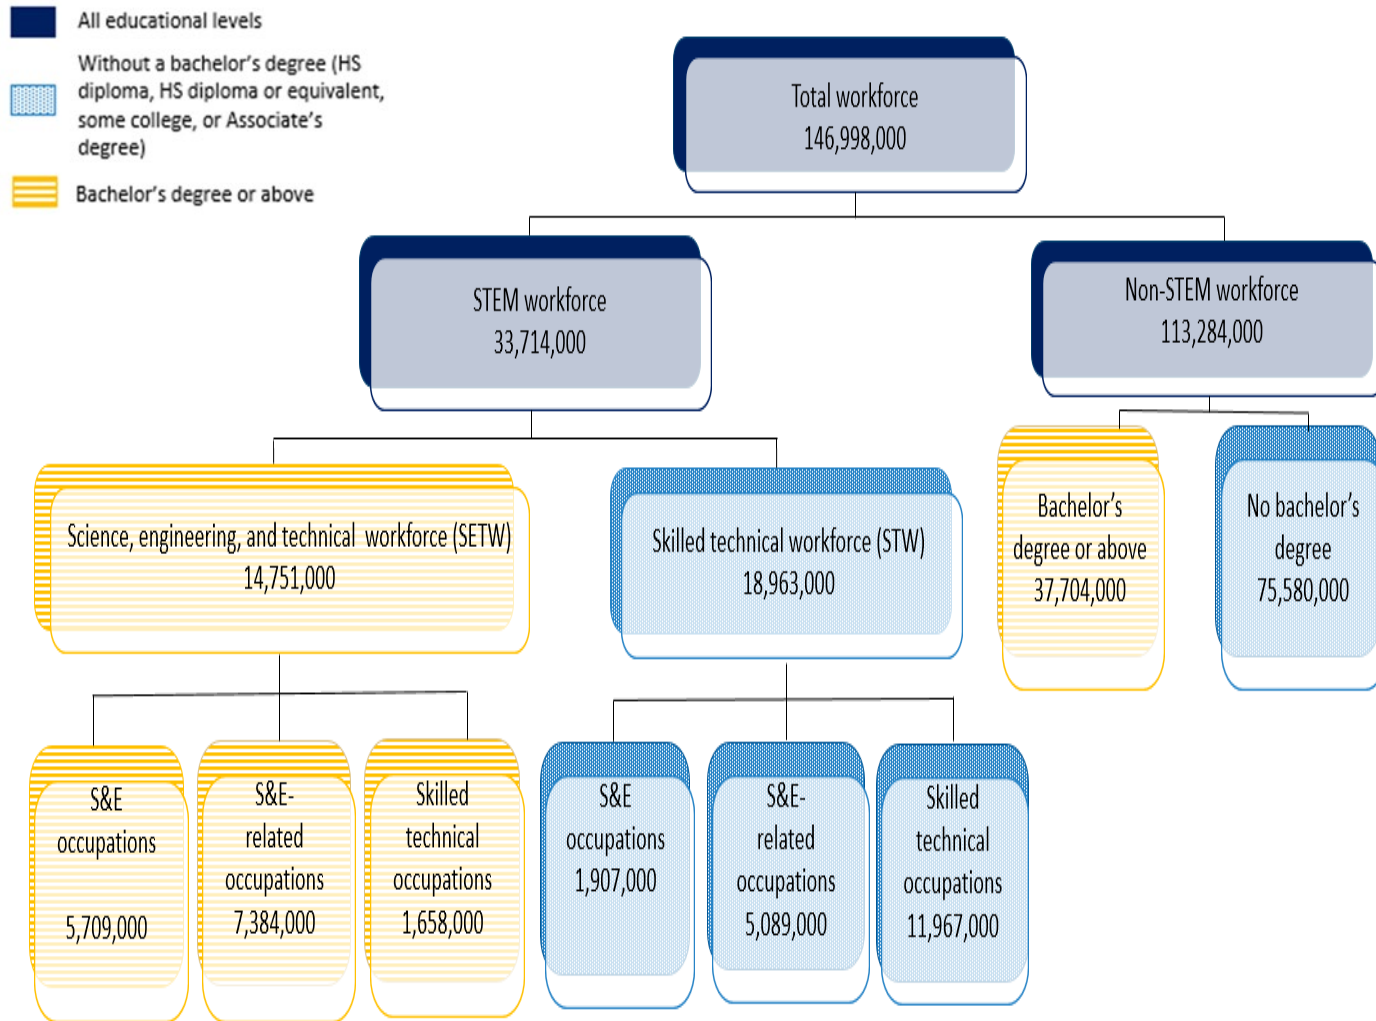 All educational levels
Without a bachelor's degree (HS
diploma, HS diploma or equivalent,
some college, or Associate's
degree)
Bachelor's degree or above
Total workforce
146,998,000
STEM workforce
33,714,000
Non-STEM workforce
113,284,000
Science, engineering, and technical workforce (SETW)
14,751,000
Skilled technical workforce (STW)
18,963,000
Bachelor's
degree or above
37,704,000
No bachelor's
degree
75,580,000
S&E
occupations
5,709,000
S&E-
related
occupations
7,384,000
Skilled
technical
occupations
1,658,000
S&E
occupations
1,907,000
S&E-
related
occupations
5,089,000
Skilled
technical
occupations
11,967,000